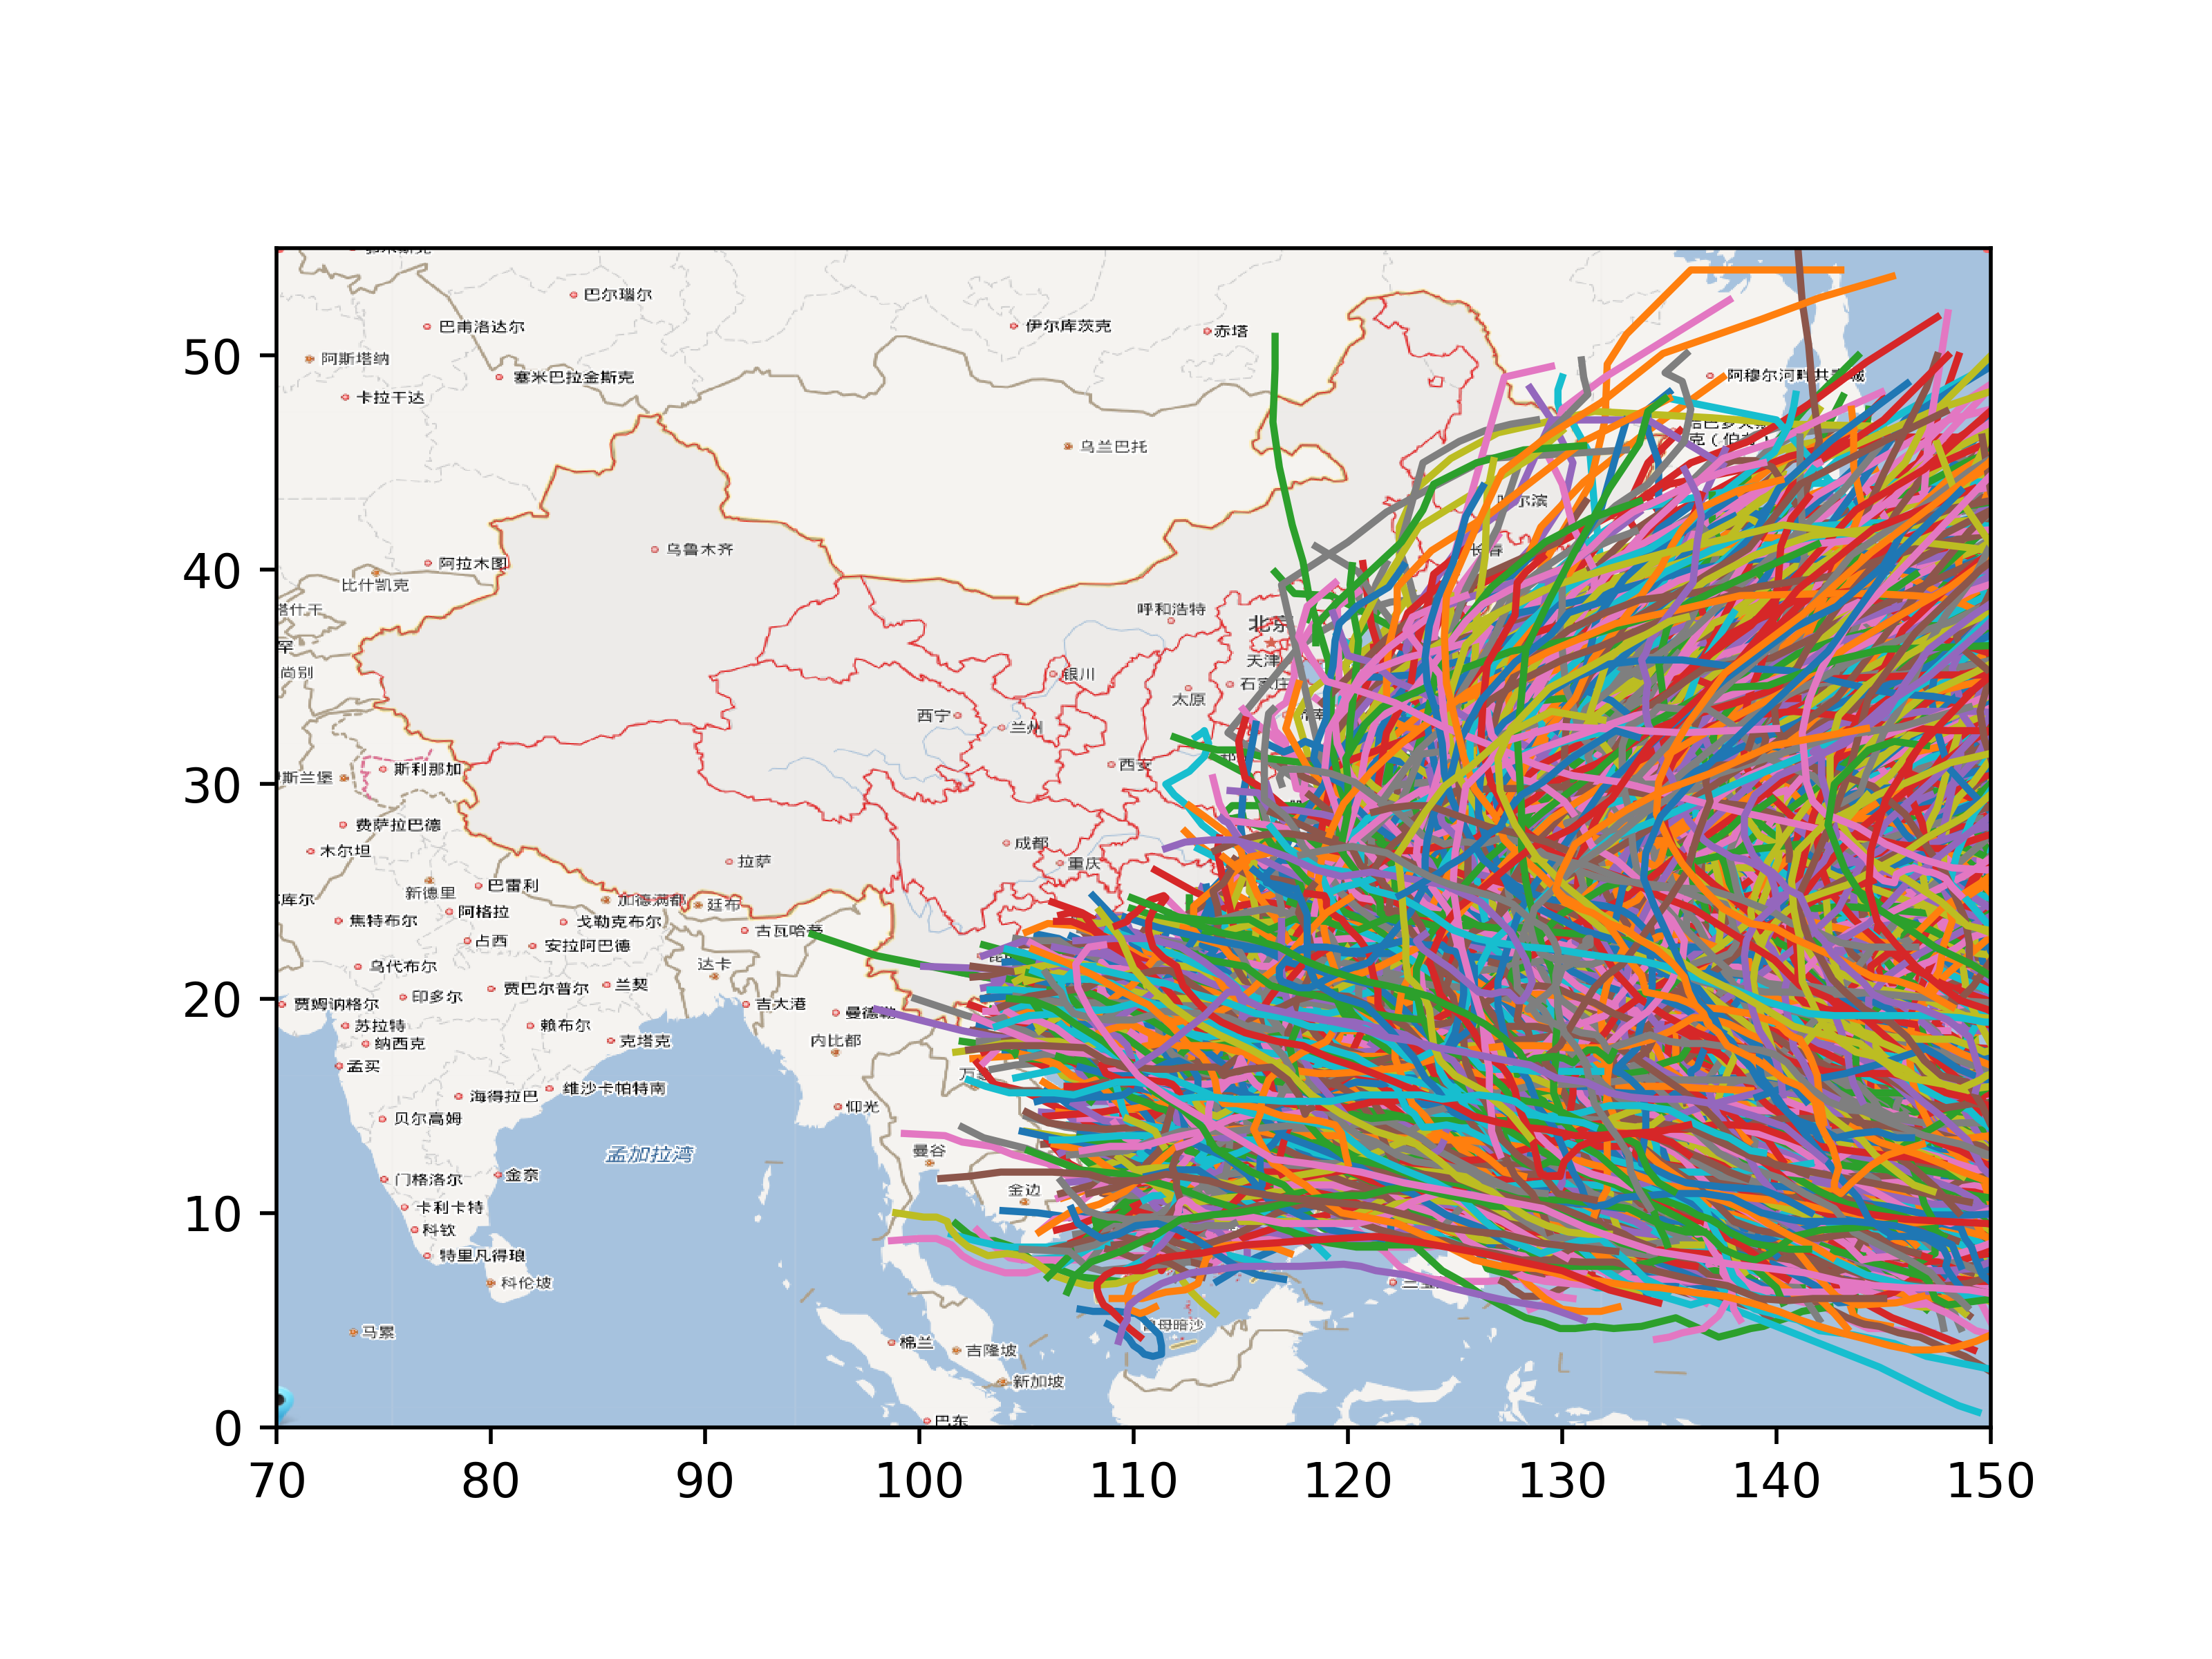 巴尔瑙尔
巴甫洛达尔
伊尔库茨克
赤塔
阿斯塔纳
塞米巴拉金斯克
卡拉干达
乌兰巴托
乌鲁木齐
阿拉木图
比什凯克
塔什干
呼和浩特
北京
天津
尚别
银川
石家庄
太原
西宁
兰州
斯利那加
斯兰堡
西安
费萨拉巴德
木尔坦
成都
重庆
拉萨
新德里
巴雷利
加德满都
廷布
库尔
焦特布尔
阿格拉
戈勒克布尔
古瓦哈蒂
占西
安拉阿巴德
乌代布尔
达卡
贾姆讷格尔
印多尔
贾巴尔普尔
兰契
吉大港
曼德勒
苏拉特
赖布尔
纳西克
克塔克
内比都
孟买
海得拉巴
维沙卡帕特南
贝尔高姆
仰光
孟加拉湾
曼谷
门格洛尔
金奈
金边
卡利卡特
科钦
特里凡得琅
科伦坡
马累
棉兰
吉隆坡
新加坡
巴东
哈尔滨
长春
50
40
30
20
10
0
70 80 90 100 110 120 130 140 150